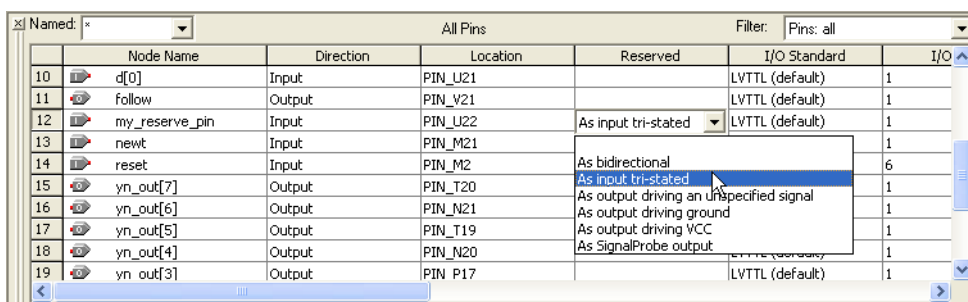 Named: * All Pins Filter: Pins: all
Node Name Direction Location Reserved I/O Standard I/O
10 d[0] Input PIN_U21 LVTTL (default) 1
11 follow Output PIN_V21 LVTTL (default) 1
12 my_reserve_pin Input PIN_U22 As input tri-stated LVTTL (default) 1
13 newt Input PIN_M21 1
14 reset Input PIN_M2 As bidirectional 6
15 yn_out[7] Output PIN_T20 As input tri-stated 1
As output driving an unspecified signal
16 yn_out[6] Output PIN_N21 As output driving ground 1
17 yn_out[5] Output PIN_T19 As output driving VCC 1
18 yn_out[4] Output PIN_N20 As SignalProbe output LVTTL (default) 1
19 yn_out[3] Output PIN_P17 LVTTL (default) 1